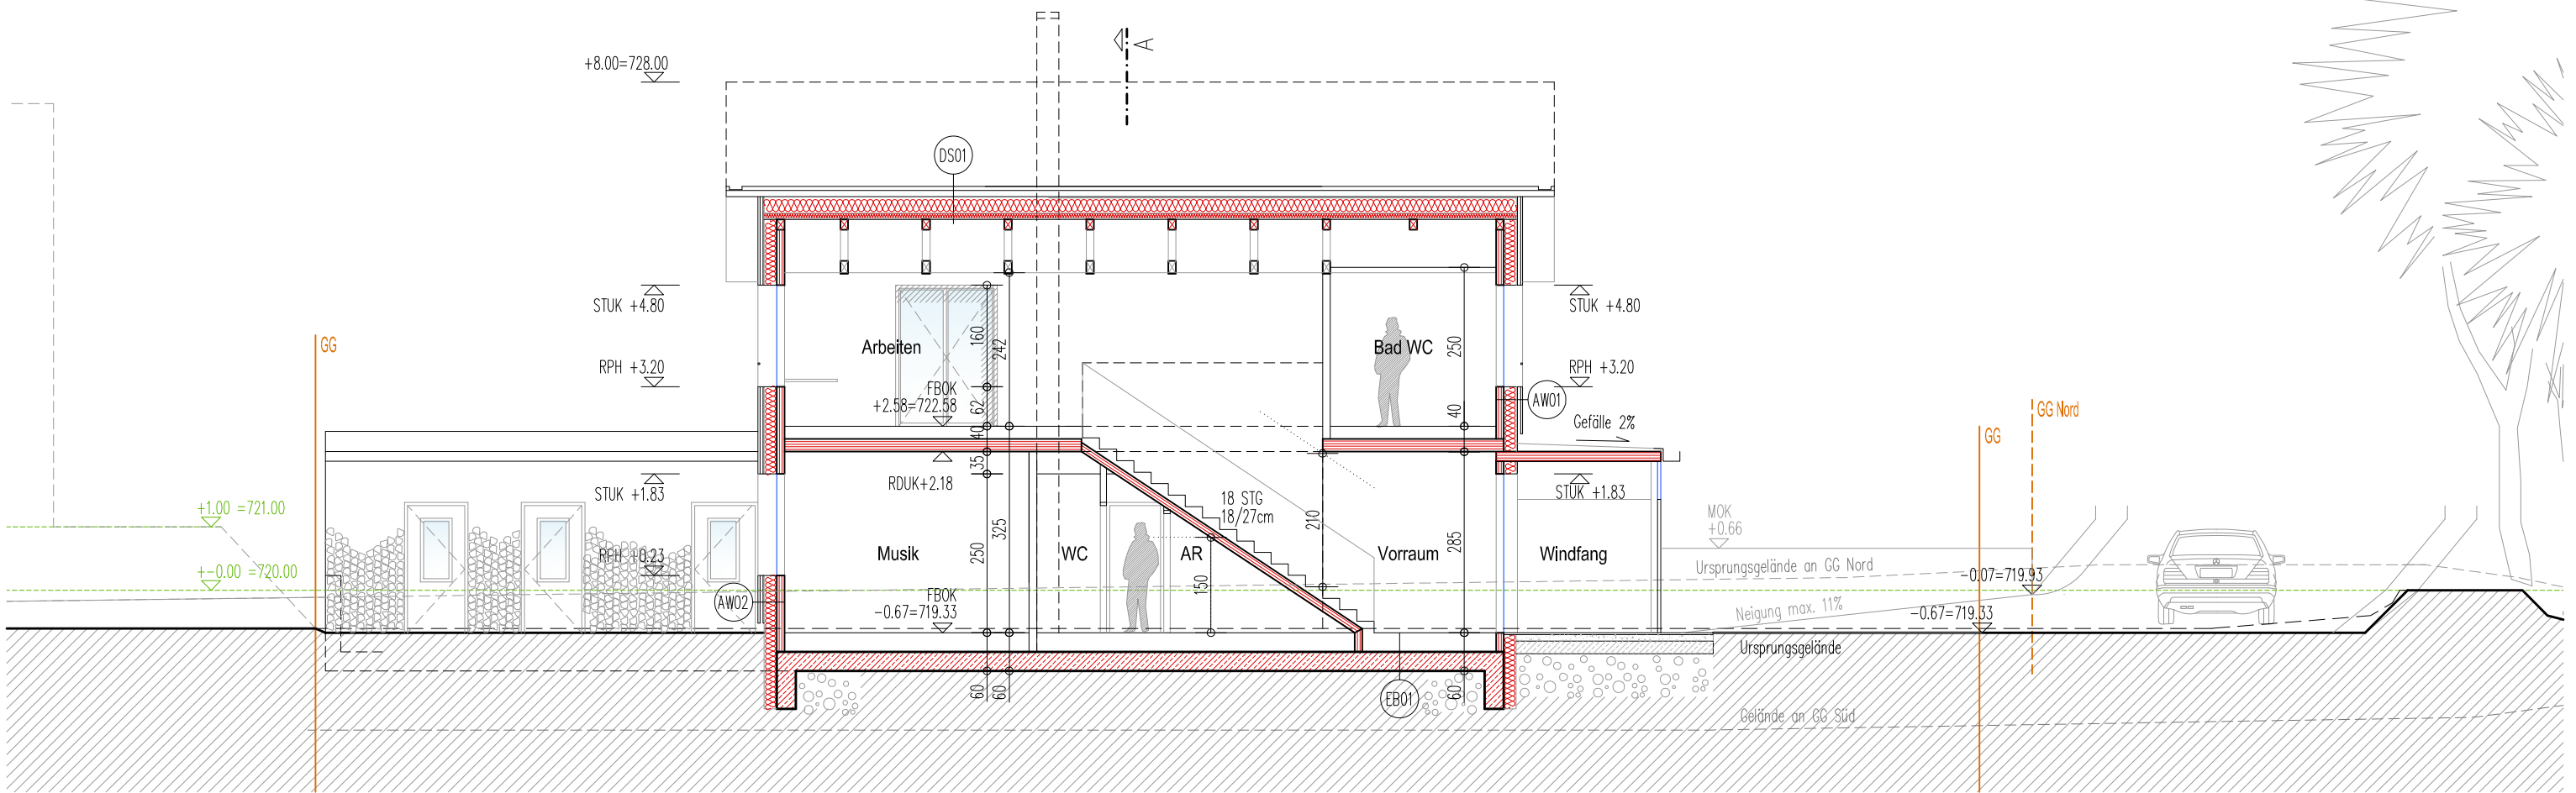 A
+8.00=728.00
DS01
STUK +4.80
STUK +4.80
GG
Arbeiten
160
242
Bad WC
250
RPH +3.20
RPH +3.20
FBOK
+2.58=722.58
62
40
AW01
GG Nord
Gefälle 2%
GG
40
35
RDUK+2.18
STUK +1.83
STUK +1.83
18 STG
18/27cm
+1.00 =721.00
MOK
+0.66
210
325
250
285
Musik
WC
AR
Vorraum
Windfang
RPH +0.23
Ursprungsgelände an GG Nord
+-0.00 =720.00
-0.07=719.93
150
AW02
FBOK
-0.67=719.33
Neigung max. 11%
-0.67=719.33
Ursprungsgelände
60
60
EB01
60
Gelände an GG Süd